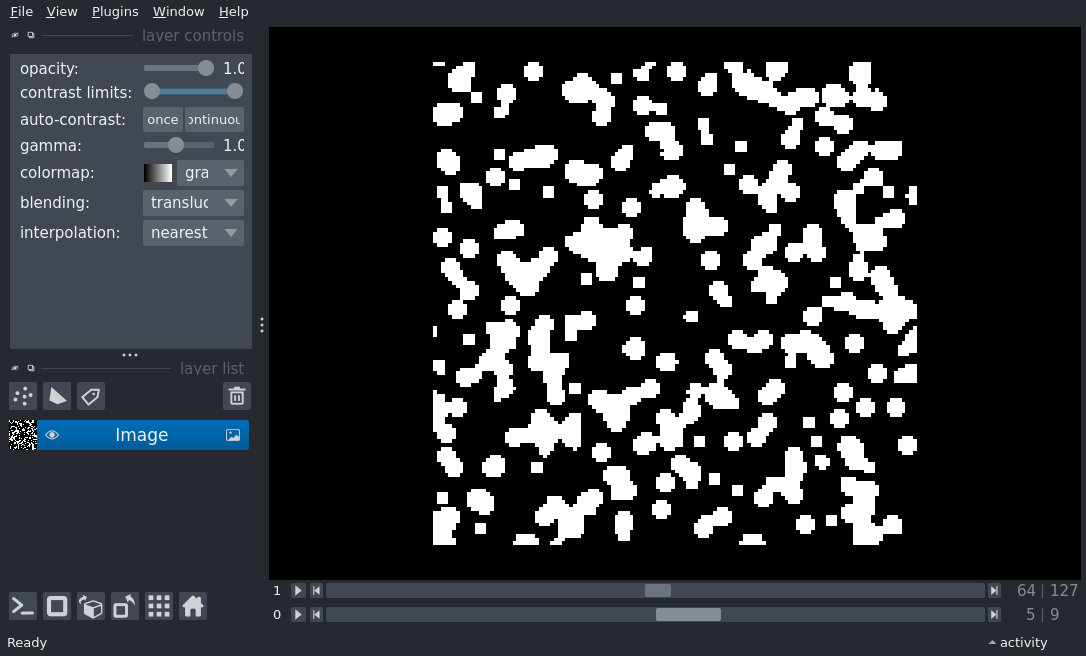 File View Plugins Window Help
layer controls
opacity: 1.0
contrast limits:
auto-contrast: once ontinuou
gamma: 1.0
colormap: gra
blending: transluc
interpolation: nearest
layer list
Image
1 64 127
0 5 9
Ready activity